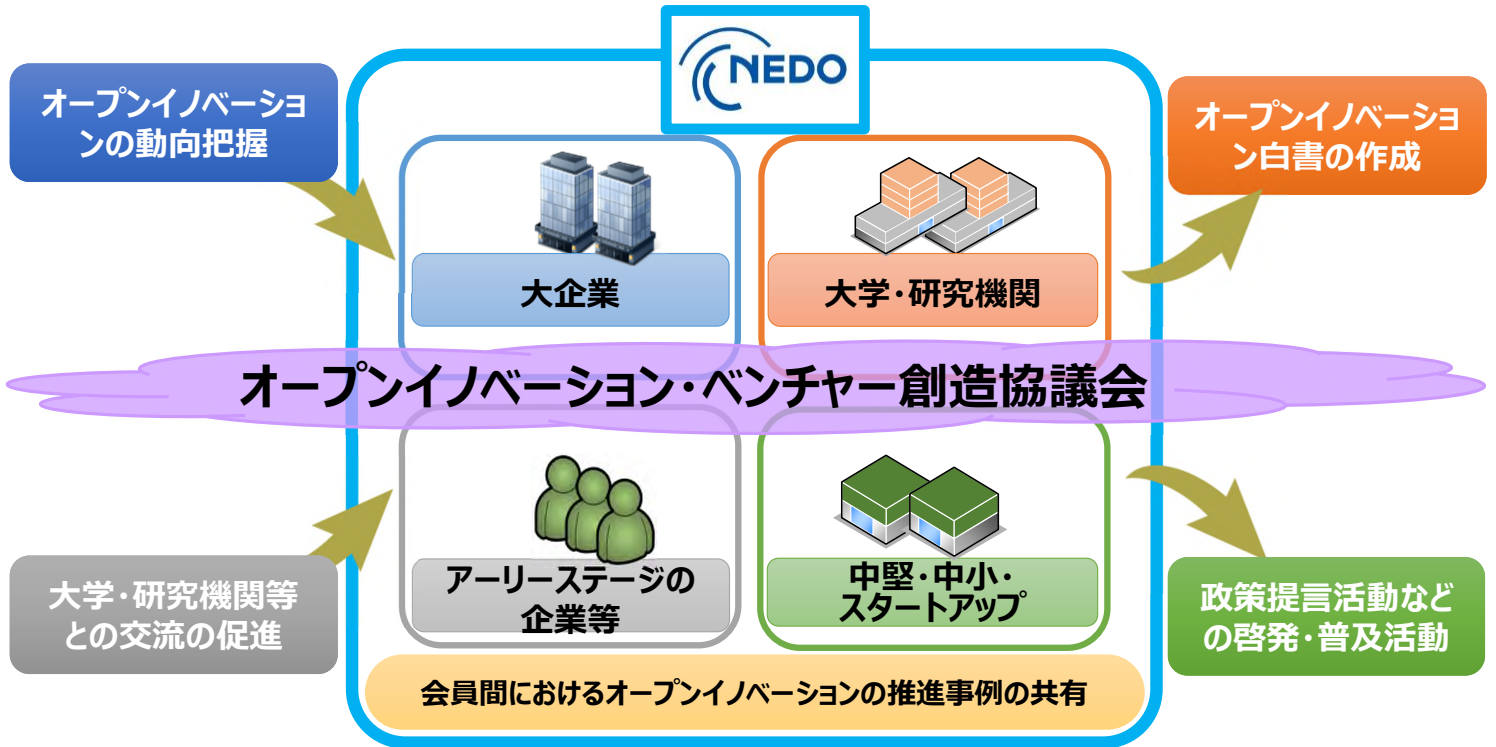 NEDO
オープンイノベーショ
ンの動向把握
オープンイノベーショ
ン白書の作成
大企業
大学・研究機関
オープンイノベーション・ベンチャー創造協議会
アーリーステージの
企業等
中堅・中小・
スタートアップ
大学・研究機関等
との交流の促進
政策提言活動など
の啓発・普及活動
会員間におけるオープンイノベーションの推進事例の共有